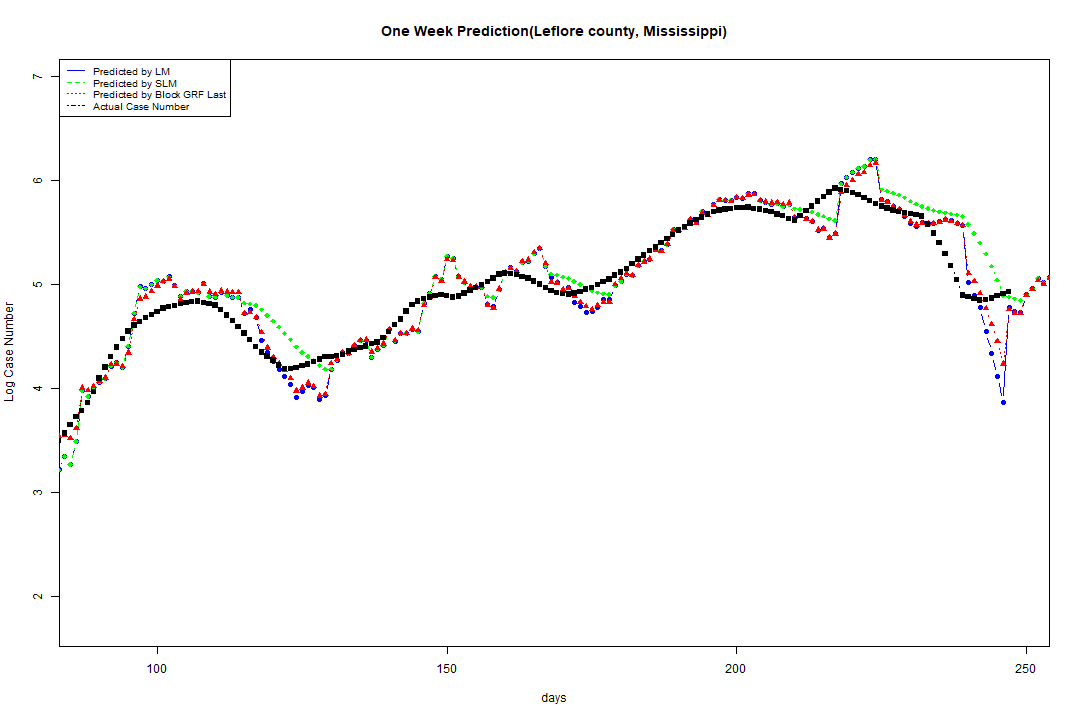 One Week Prediction(Leflore county, Mississippi)
Predicted by LM
Predicted by SLM
Predicted by Block GRF Last
Actual Case Number
7
6
5
4
3
2
Log Case Number
100 150 200 250
days